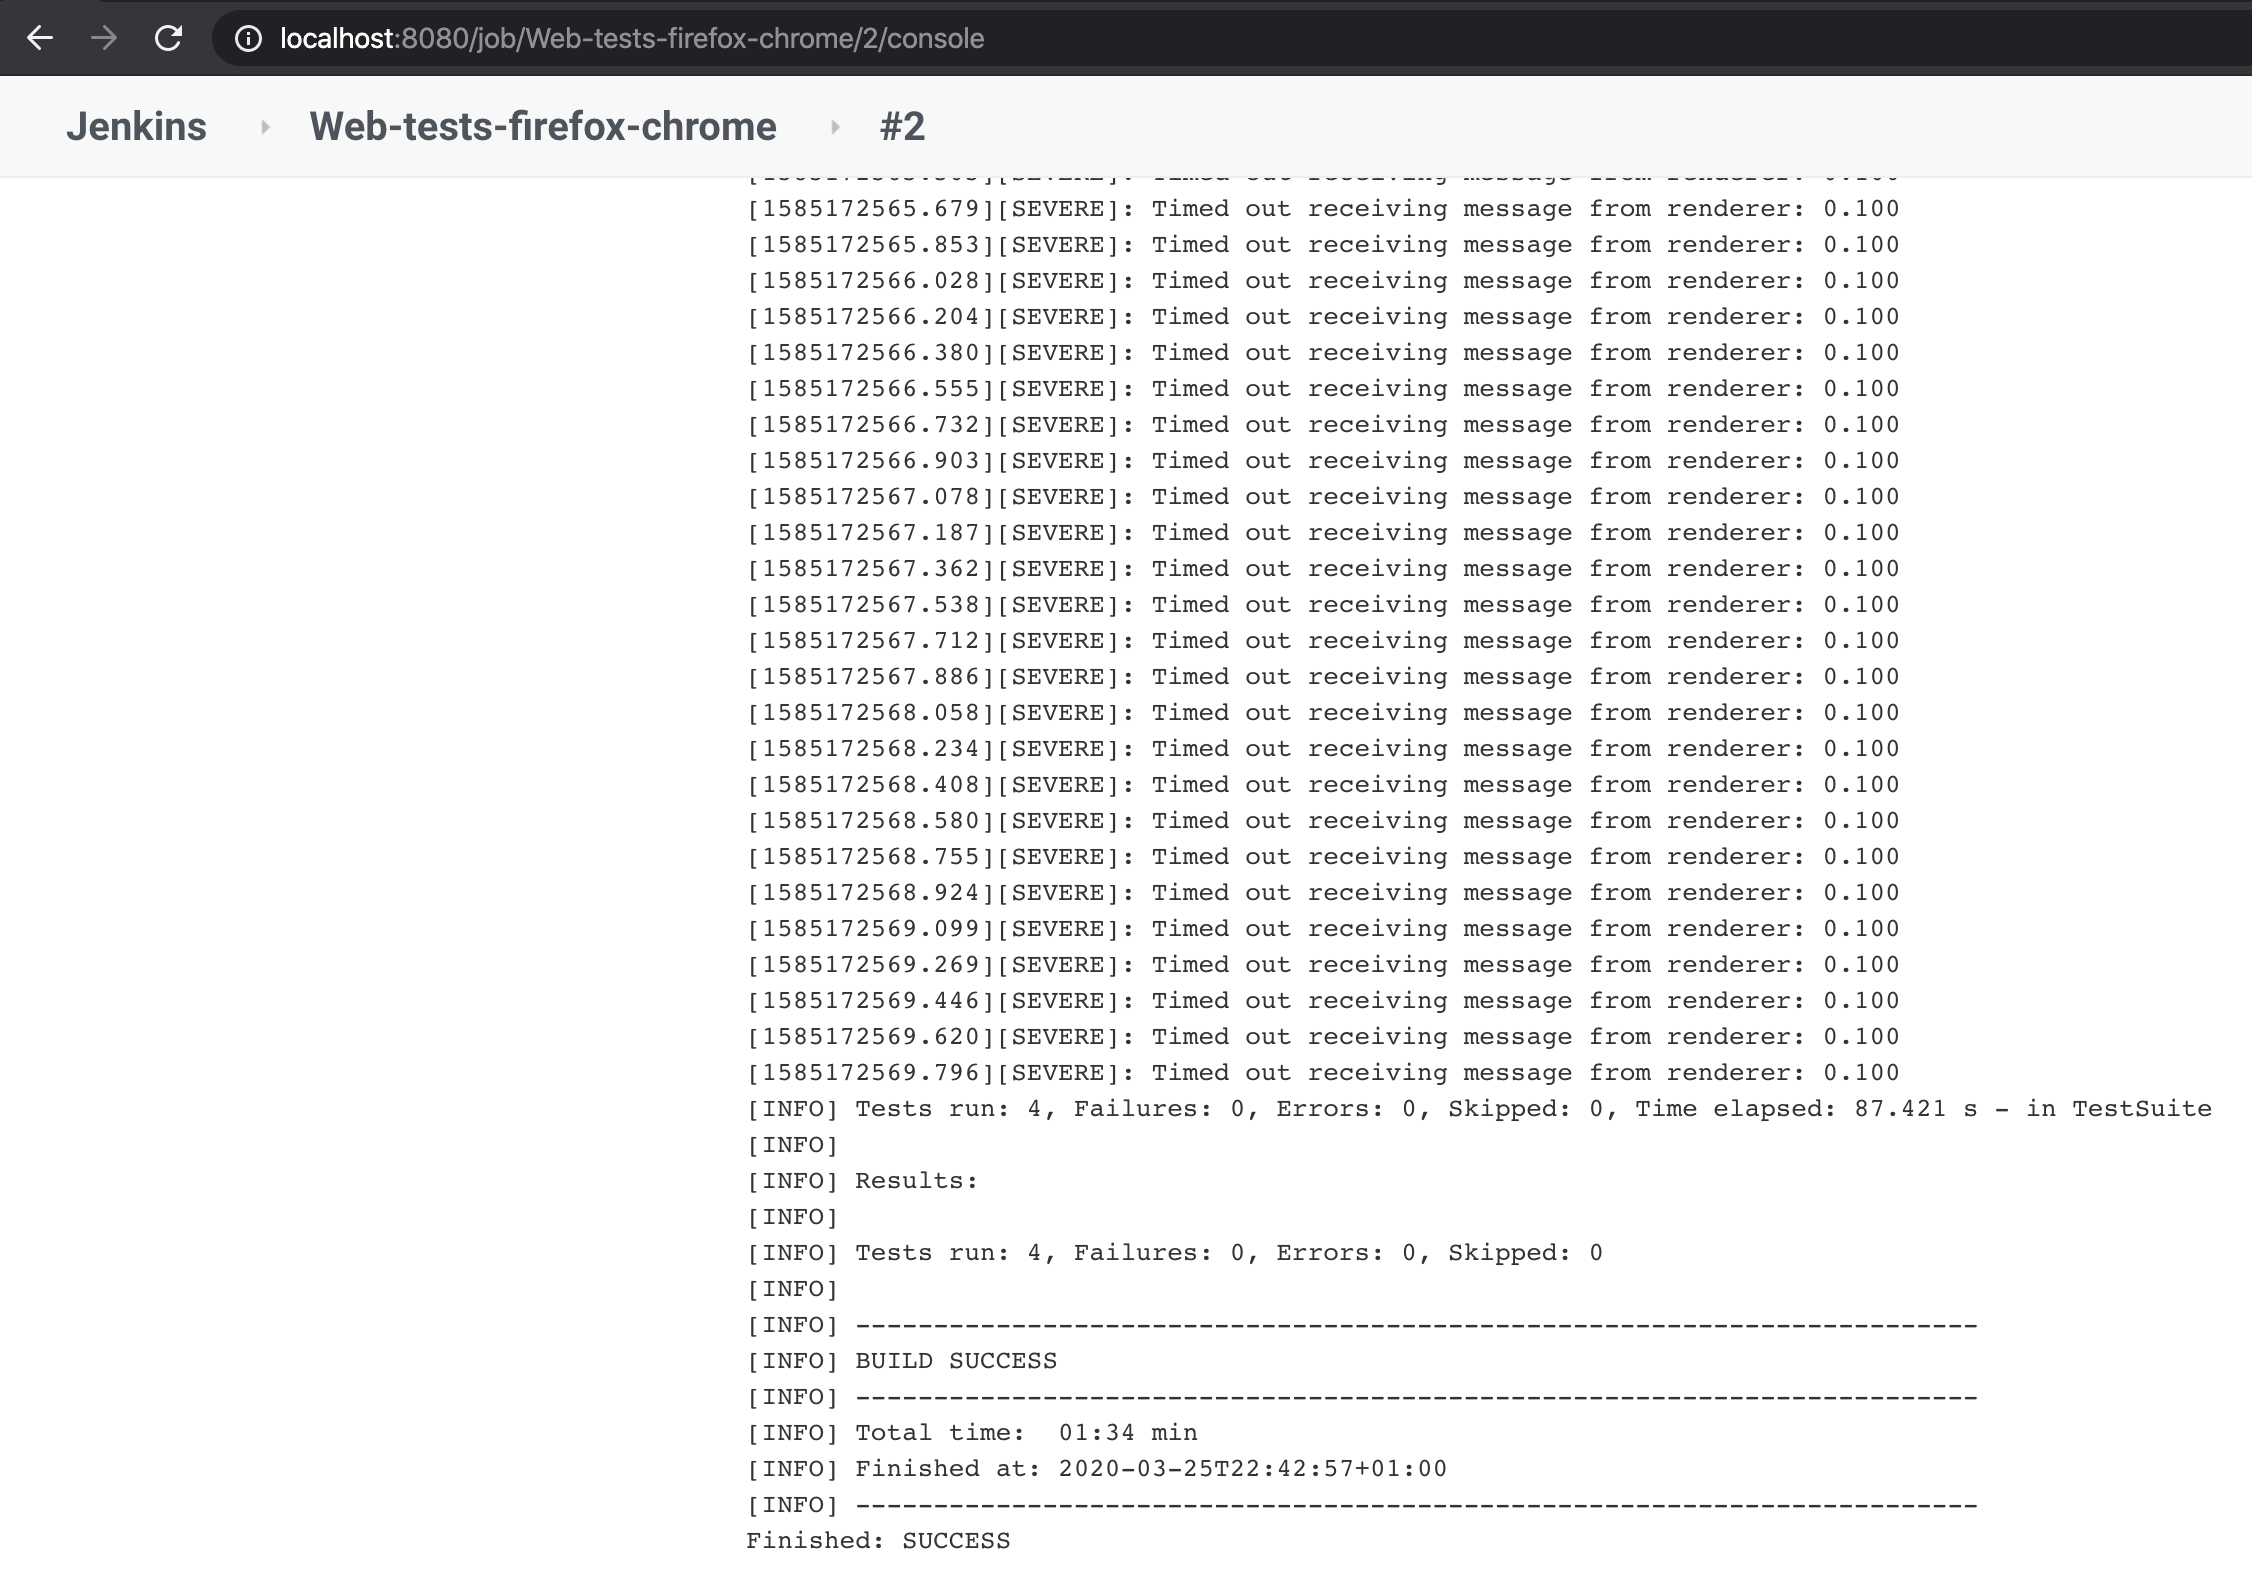 localhost:8080/job/Web-tests-firefox-chrome/2/console
Jenkins Web-tests-firefox-chrome #2
[SEVERE]: Timed out receiving message from renderer: 0.100
[1585172565.679][SEVERE]: Timed out receiving message from renderer: 0.100
[1585172565.853][SEVERE]: Timed out receiving message from renderer: 0.100
[1585172566.028][SEVERE]: Timed out receiving message from renderer: 0.100
[1585172566.204][SEVERE]: Timed out receiving message from renderer: 0.100
[1585172566.380][SEVERE]: Timed out receiving message from renderer: 0.100
[1585172566.555][SEVERE]: Timed out receiving message from renderer: 0.100
[1585172566.732][SEVERE]: Timed out receiving message from renderer: 0.100
[1585172566.903][SEVERE]: Timed out receiving message from renderer: 0.100
[1585172567.078][SEVERE]: Timed out receiving message from renderer: 0.100
[1585172567.187][SEVERE]: Timed out receiving message from renderer: 0.100
[1585172567.362][SEVERE]: Timed out receiving message from renderer: 0.100
[1585172567.538][SEVERE]: Timed out receiving message from renderer: 0.100
[1585172567.712][SEVERE]: Timed out receiving message from renderer: 0.100
[1585172567.886][SEVERE]: Timed out receiving message from renderer: 0.100
[1585172568.058][SEVERE]: Timed out receiving message from renderer: 0.100
[1585172568.234][SEVERE]: Timed out receiving message from renderer: 0.100
[1585172568.408][SEVERE]: Timed out receiving message from renderer: 0.100
[1585172568.580][SEVERE]: Timed out receiving message from renderer: 0.100
[1585172568.755][SEVERE]: Timed out receiving message from renderer: 0.100
[1585172568.924][SEVERE]: Timed out receiving message from renderer: 0.100
[1585172569.099][SEVERE]: Timed out receiving message from renderer: 0.100
[1585172569.269][SEVERE]: Timed out receiving message from renderer: 0.100
[1585172569.446][SEVERE]: Timed out receiving message from renderer: 0.100
[1585172569.620][SEVERE]: Timed out receiving message from renderer: 0.100
[1585172569.796][SEVERE]: Timed out receiving message from renderer: 0.100
[INFO] Tests run: 4, Failures: 0, Errors: 0, Skipped: 0, Time elapsed: 87.421 s - in TestSuite
[INFO]
[INFO] Results:
[INFO]
[INFO] Tests run: 4, Failures: 0, Errors: 0, Skipped: 0
[INFO]
[INFO] ------------------------------------------------------------------------
[INFO] BUILD SUCCESS
[INFO] ------------------------------------------------------------------------
[INFO] Total time:  01:34 min
[INFO] Finished at: 2020-03-25T22:42:57+01:00
[INFO] ------------------------------------------------------------------------
Finished: SUCCESS